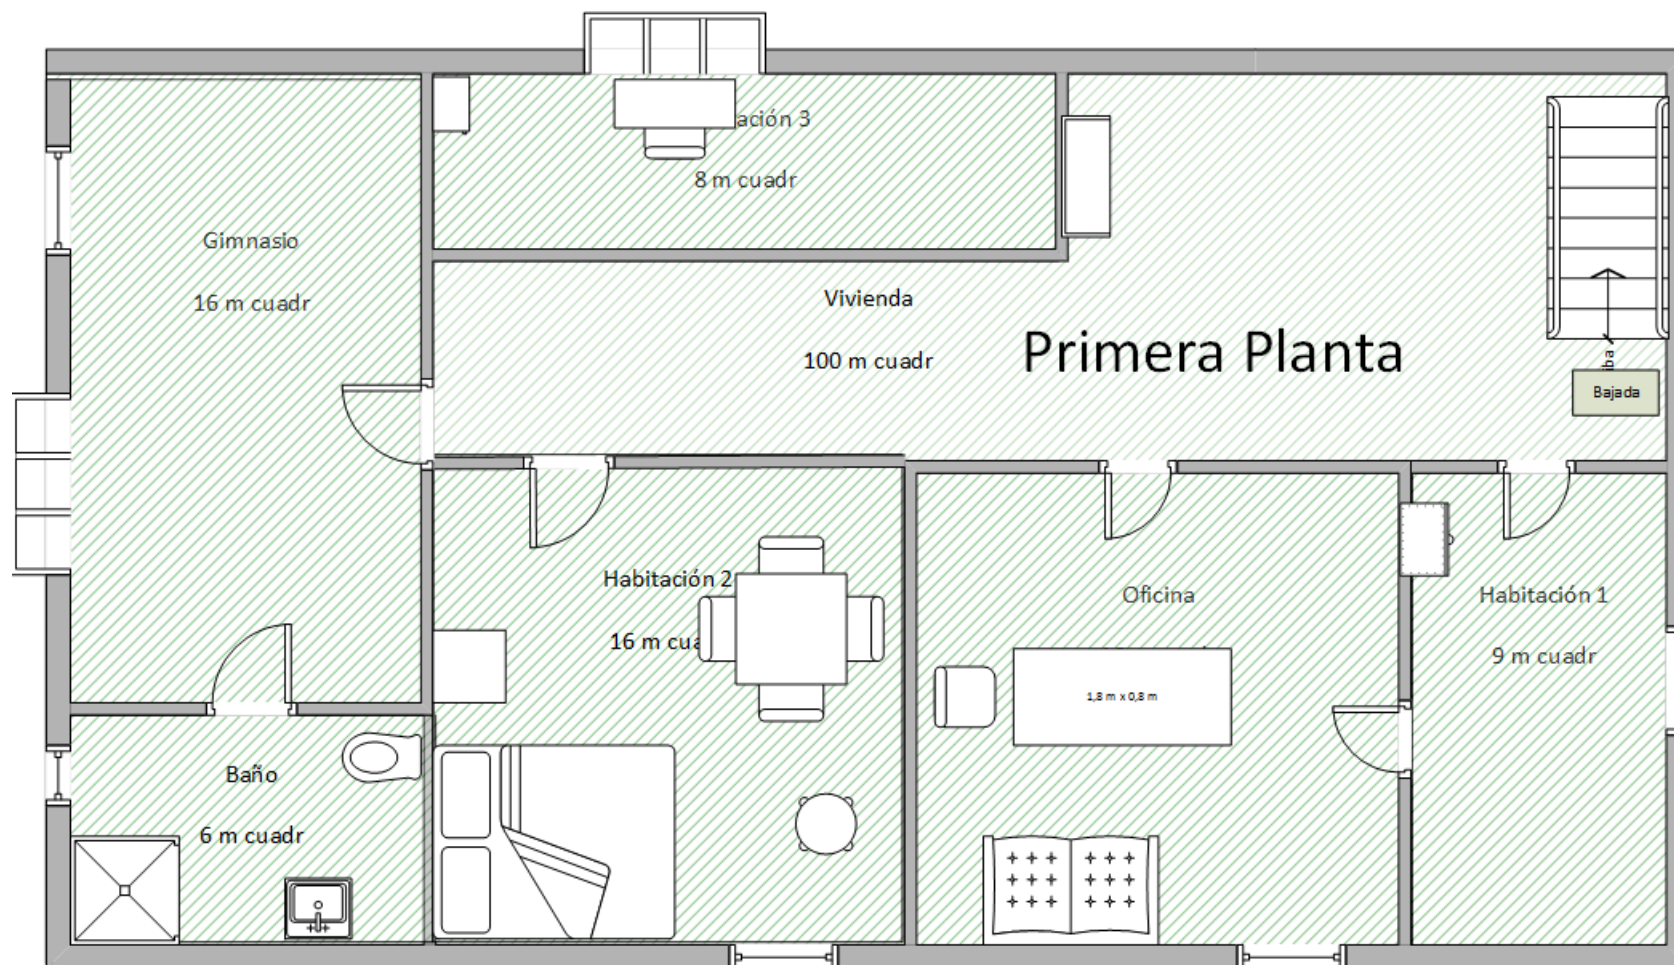 ación 3
8 m cuadr
Gimnasio
16 m cuadr
Vivienda
100 m cuadr
Primera Planta
iba
Bajada
Habitación 2
16 m cua
Oficina
1,8 m x 0,8 m
Habitación 1
9 m cuadr
Baño
6 m cuadr